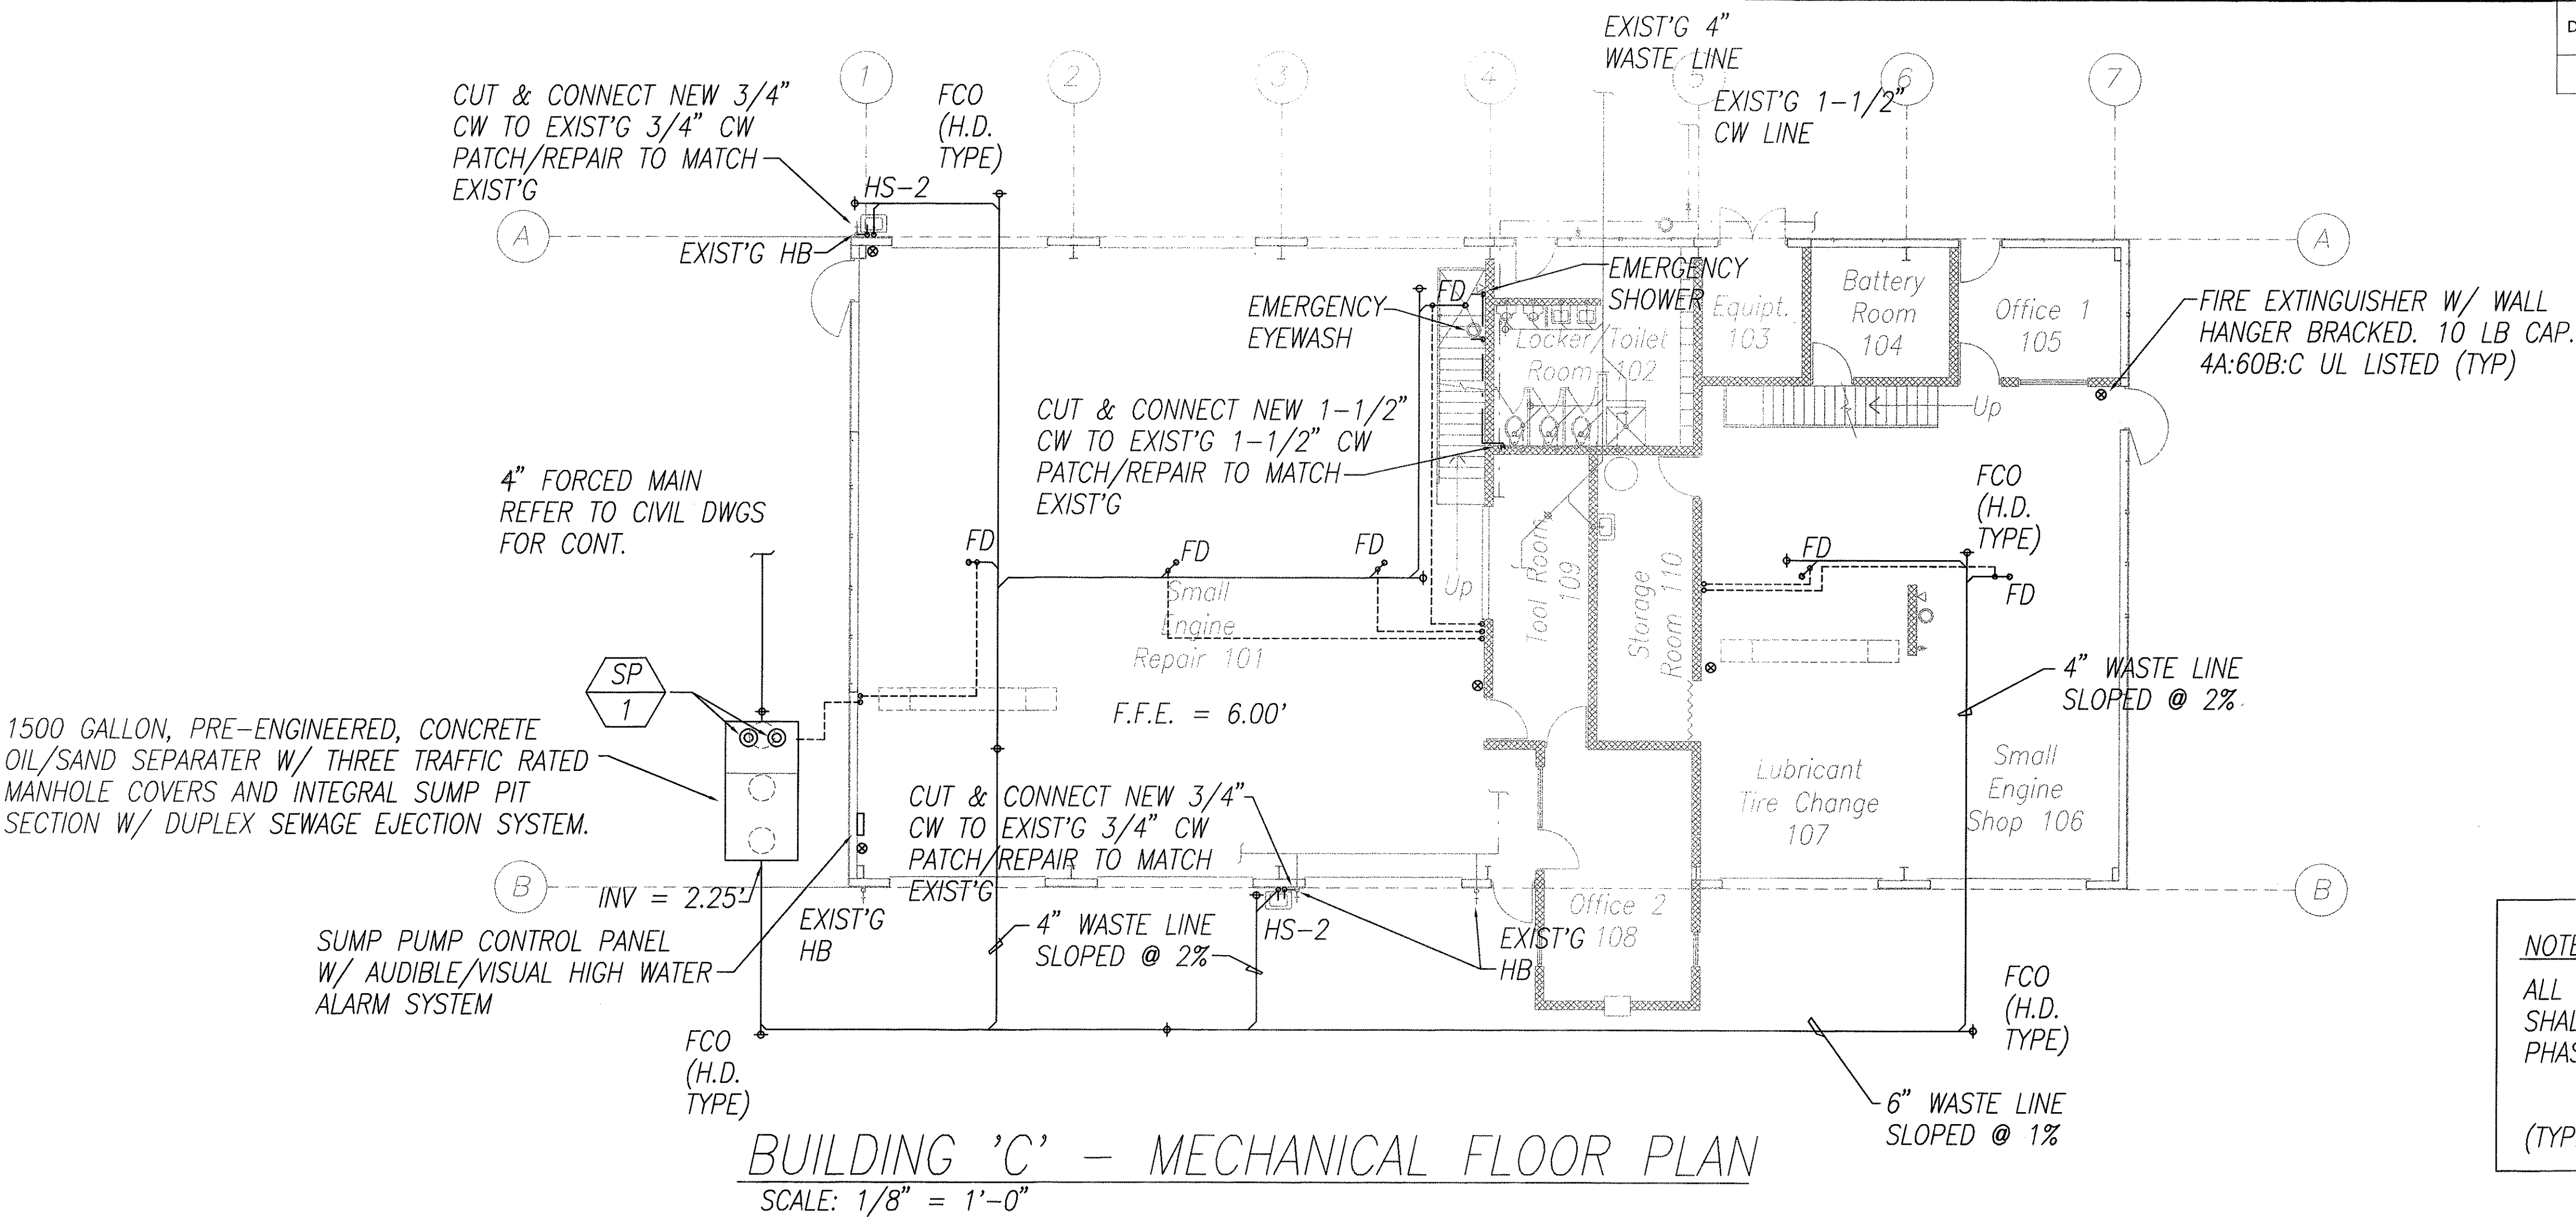 EXIST'G 4"
WASTE LINE
D
1
2
3
4
5
6
7
CUT & CONNECT NEW 3/4"
CW TO EXIST'G 3/4" CW
PATCH/REPAIR TO MATCH
EXIST'G
FCO
(H.D.
TYPE)
EXIST'G 1-1/2"
CW LINE
HS-2
A
A
EXIST'G HB
EMERGENCY
EYEWASH
FD
EMERGENCY
SHOWER
Locker/Toilet
Room 102
Equipt.
103
Battery
Room
104
Office 1
105
FIRE EXTINGUISHER W/ WALL
HANGER BRACKED. 10 LB CAP.
4A:60B:C UL LISTED (TYP)
CUT & CONNECT NEW 1-1/2"
CW TO EXIST'G 1-1/2" CW
PATCH/REPAIR TO MATCH
EXIST'G
Up
4" FORCED MAIN
REFER TO CIVIL DWGS
FOR CONT.
FCO
(H.D.
TYPE)
FD
FD
FD
FD
FD
Up
Small
Engine
Repair 101
Tool Room
109
Storage
Room 110
F.F.E. = 6.00'
SP
1
4" WASTE LINE
SLOPED @ 2%
1500 GALLON, PRE-ENGINEERED, CONCRETE
OIL/SAND SEPARATER W/ THREE TRAFFIC RATED
MANHOLE COVERS AND INTEGRAL SUMP PIT
SECTION W/ DUPLEX SEWAGE EJECTION SYSTEM.
CUT & CONNECT NEW 3/4"
CW TO EXIST'G 3/4" CW
PATCH/REPAIR TO MATCH
EXIST'G
Lubricant
Tire Change
107
Small
Engine
Shop 106
B
B
INV = 2.25'
EXIST'G
HB
SUMP PUMP CONTROL PANEL
W/ AUDIBLE/VISUAL HIGH WATER
ALARM SYSTEM
4" WASTE LINE
SLOPED @ 2%
HS-2
EXIST'G
HB
Office 2
108
FCO
(H.D.
TYPE)
FCO
(H.D.
TYPE)
6" WASTE LINE
SLOPED @ 1%
NOTE
ALL
SHAL
PHAS
(TYP
BUILDING 'C' - MECHANICAL FLOOR PLAN
SCALE: 1/8" = 1'-0"